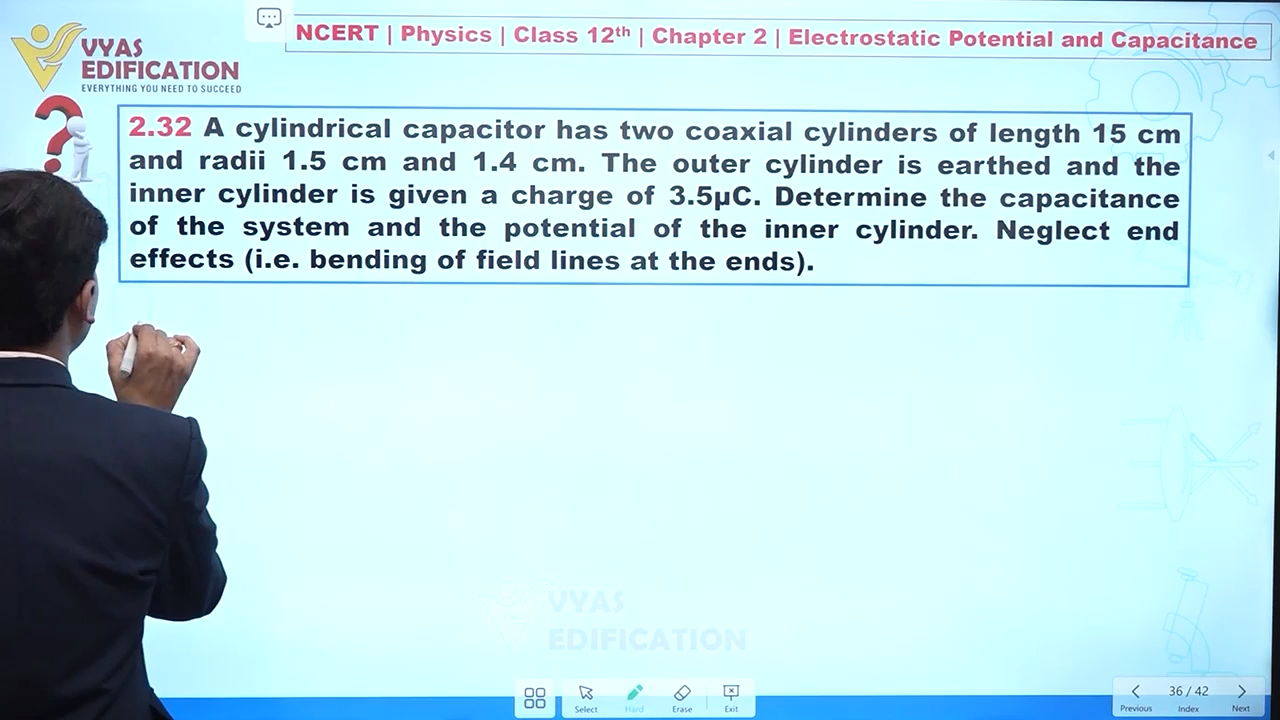 NCERT | Physics | Class 12th | Chapter 2 | Electrostatic Potential and Capacitance
VYAS
EDIFICATION
EVERYTHING YOU NEED TO SUCCEED
2.32 A cylindrical capacitor has two coaxial cylinders of length 15 cm
and radii 1.5 cm and 1.4 cm. The outer cylinder is earthed and the
inner cylinder is given a charge of 3.5µC. Determine the capacitance
of the system and the potential of the inner cylinder. Neglect end
effects (i.e. bending of field lines at the ends).
VYAS
EDIFICATION
Select Hard Erase Exit
36 / 42
Previous Index Next